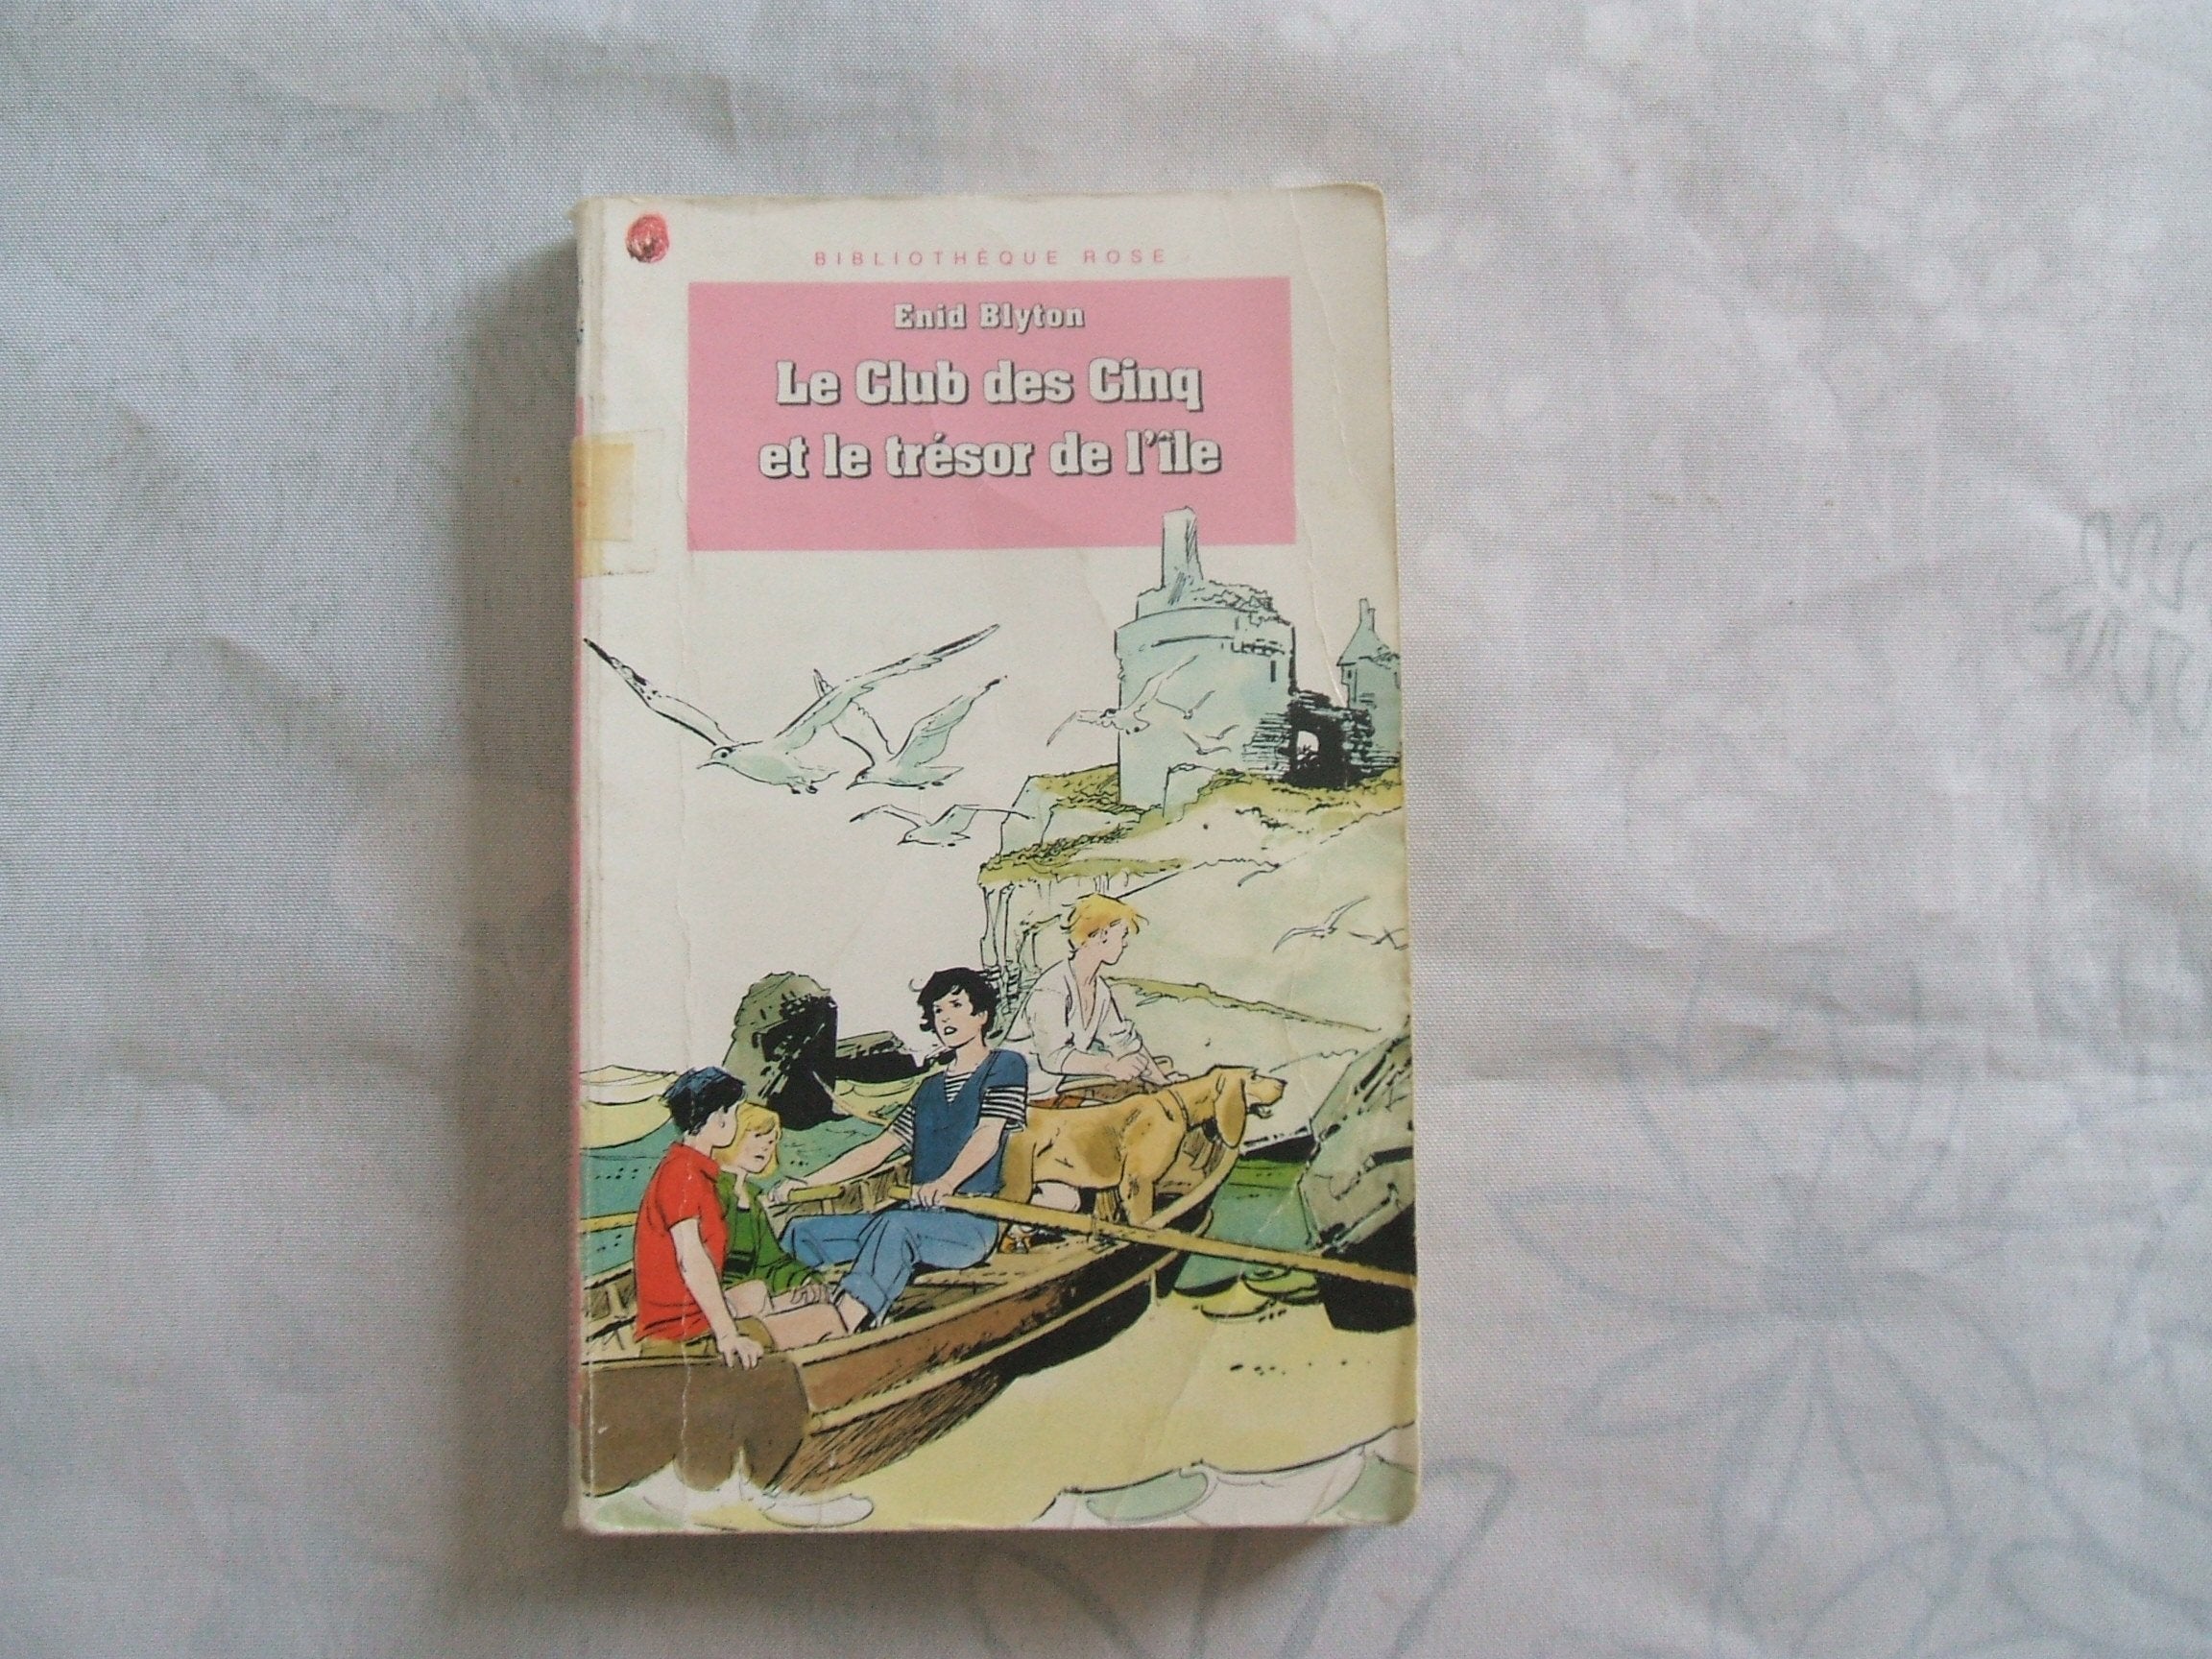 BIBLIOTHÈQUE ROSE
Enid Blyton
Le Club des Cinq
et le trésor de l'île